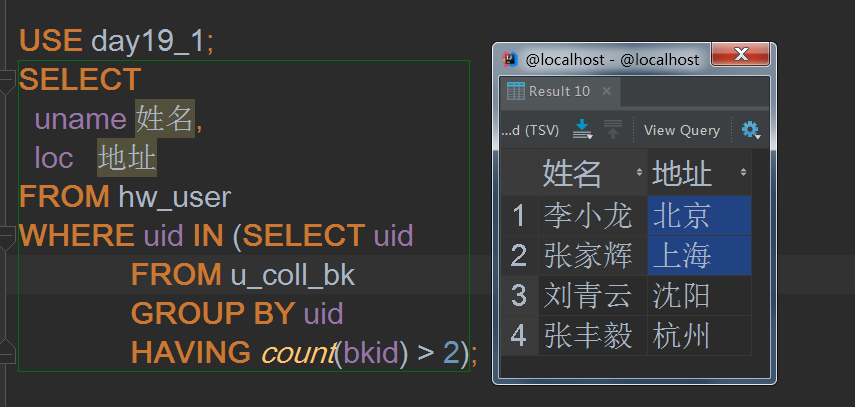 USE day19_1;
SELECT
uname 姓名,
loc 地址
FROM hw_user
WHERE uid IN (SELECT uid
FROM u_coll_bk
GROUP BY uid
HAVING count(bkid) > 2);
@localhost - @localhost
Result 10
...d (TSV) View Query
姓名 地址
1 李小龙 北京
2 张家辉 上海
3 刘青云 沈阳
4 张丰毅 杭州